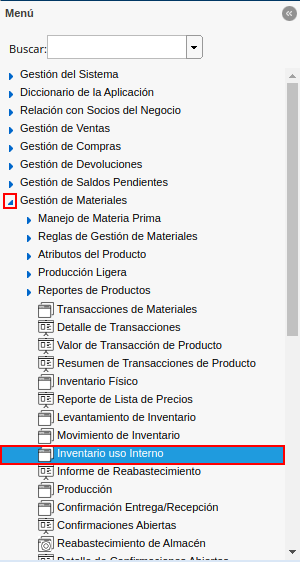 Menú
Buscar:
Gestión del Sistema
Diccionario de la Aplicación
Relación con Socios del Negocio
Gestión de Ventas
Gestión de Compras
Gestión de Devoluciones
Gestión de Saldos Pendientes
Gestión de Materiales
Manejo de Materia Prima
Reglas de Gestión de Materiales
Atributos del Producto
Producción Ligera
Reportes de Productos
Transacciones de Materiales
Detalle de Transacciones
Valor de Transacción de Producto
Resumen de Transacciones de Producto
Inventario Físico
Reporte de Lista de Precios
Levantamiento de Inventario
Movimiento de Inventario
Inventario uso Interno
Informe de Reabastecimiento
Producción
Confirmación Entrega/Recepción
Confirmaciones Abiertas
Reabastecimiento de Almacén
Detalle de Confirmaciones Abiertas